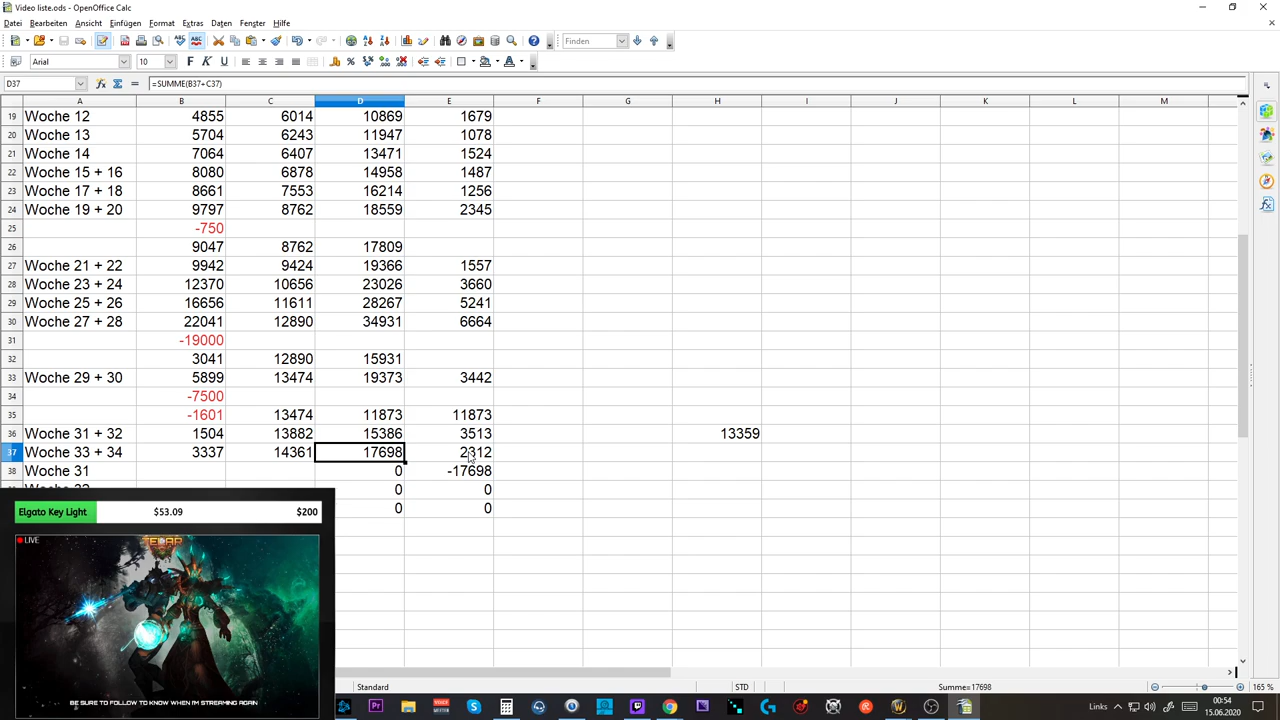 Video liste.ods - OpenOffice Calc
Datei Bearbeiten Ansicht Einfügen Format Extras Daten Fenster Hilfe
Finden
Arial 10
D37 =SUMME(B37+C37)
A B C D E F G H I J K L M
19 Woche 12 4855 6014 10869 1679
20 Woche 13 5704 6243 11947 1078
21 Woche 14 7064 6407 13471 1524
22 Woche 15 + 16 8080 6878 14958 1487
23 Woche 17 + 18 8661 7553 16214 1256
24 Woche 19 + 20 9797 8762 18559 2345
25 -750
26 9047 8762 17809
27 Woche 21 + 22 9942 9424 19366 1557
28 Woche 23 + 24 12370 10656 23026 3660
29 Woche 25 + 26 16656 11611 28267 5241
30 Woche 27 + 28 22041 12890 34931 6664
31 -19000
32 3041 12890 15931
33 Woche 29 + 30 5899 13474 19373 3442
34 -7500
35 -1601 13474 11873 11873
36 Woche 31 + 32 1504 13882 15386 3513 13359
37 Woche 33 + 34 3337 14361 17698 2312
38 Woche 31 0 -17698
0 0
Elgato Key Light $53.09 $200
0 0
LIVE
BE SURE TO FOLLOW TO KNOW WHEN I'M STREAMING AGAIN
Standard STD Summe=17698 165 %
Links 00:54
15.06.2020